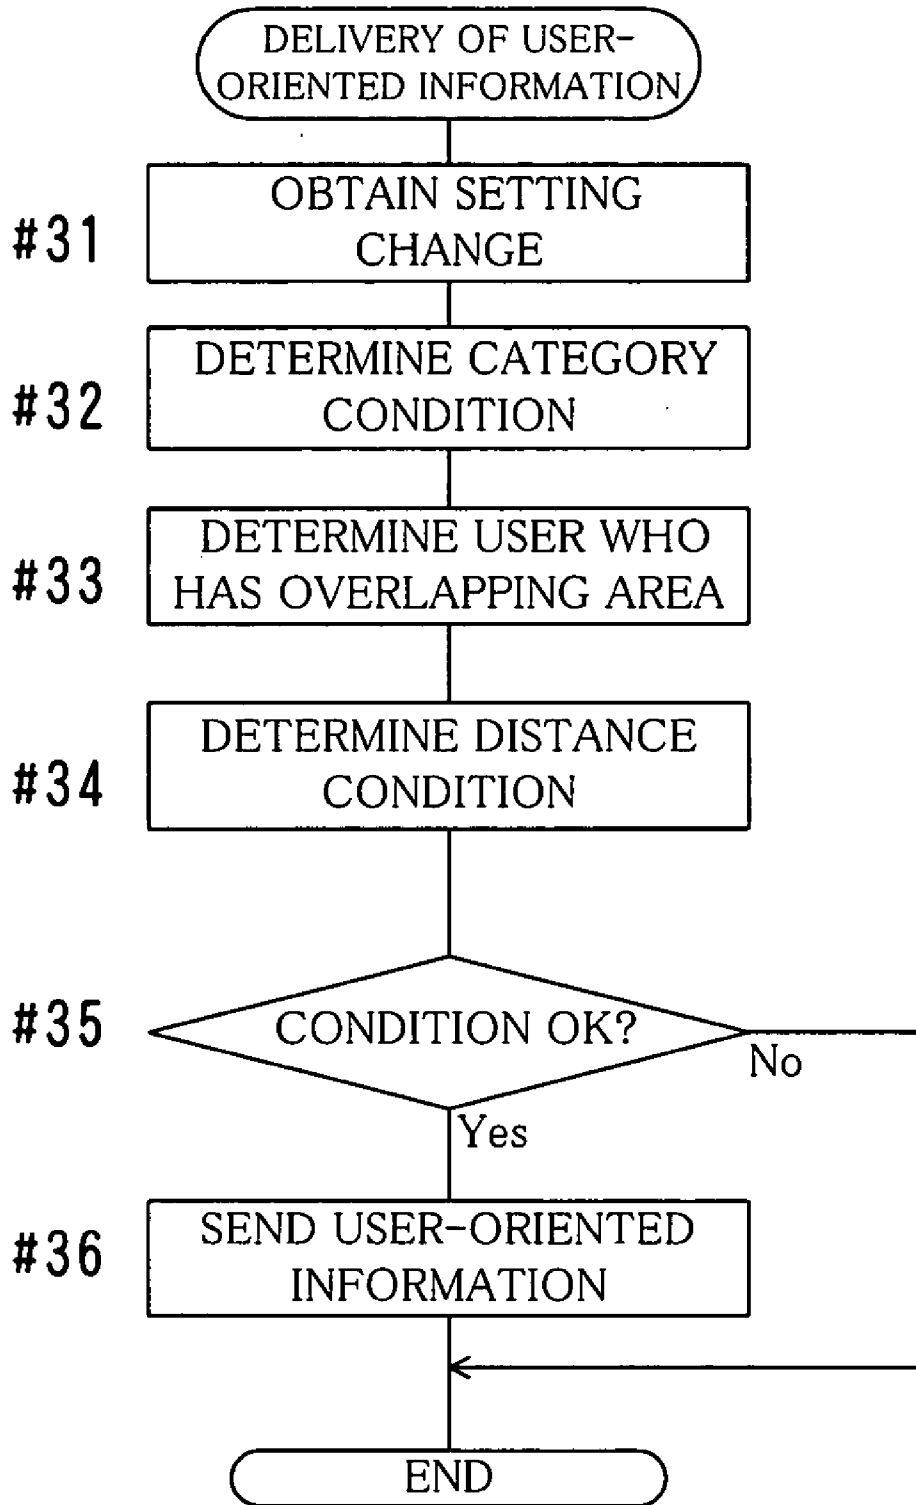 DELIVERY OF USER-
ORIENTED INFORMATION
#31
OBTAIN SETTING
CHANGE
#32
DETERMINE CATEGORY
CONDITION
#33
DETERMINE USER WHO
HAS OVERLAPPING AREA
#34
DETERMINE DISTANCE
CONDITION
#35
CONDITION OK?
No
Yes
#36
SEND USER-ORIENTED
INFORMATION
END